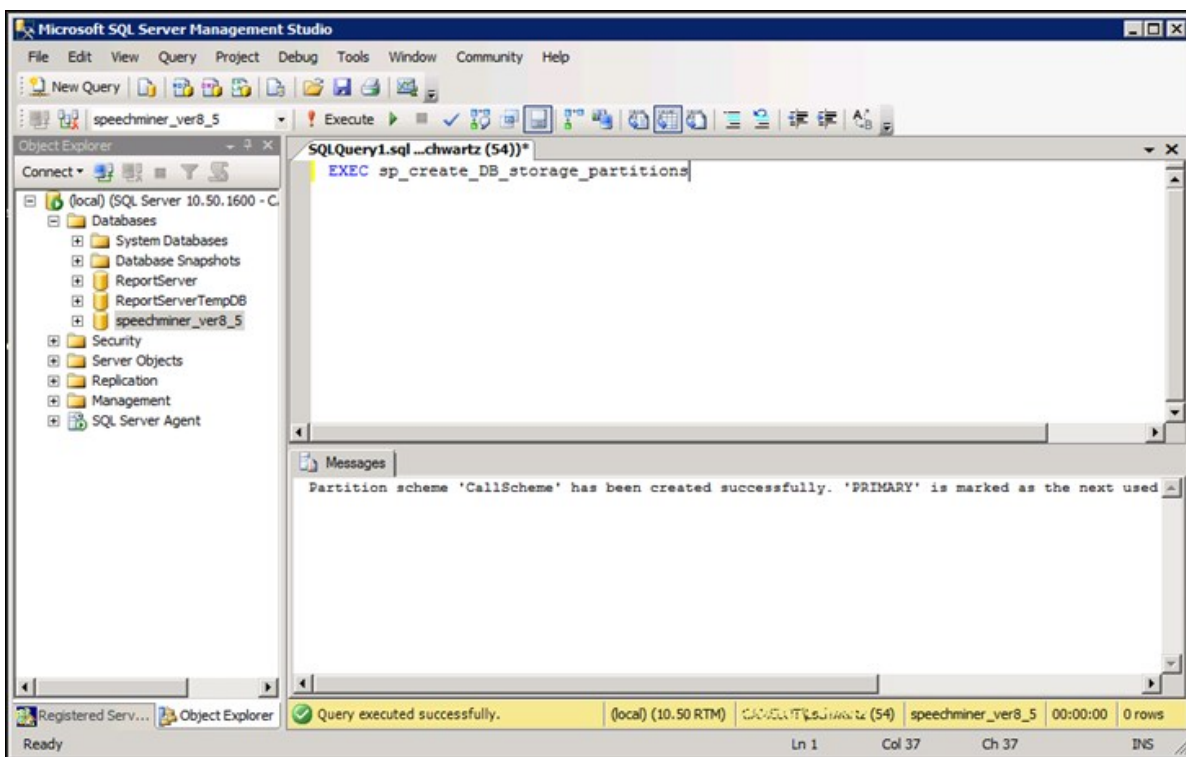 Microsoft SQL Server Management Studio
File Edit View Query Project Debug Tools Window Community Help
New Query
speechminer_ver8_5 Execute
Object Explorer
SQLQuery1.sql ...chwartz (54))*
Connect
EXEC sp_create_DB_storage_partitions
(local) (SQL Server 10.50.1600 - C
Databases
System Databases
Database Snapshots
ReportServer
ReportServerTempDB
speechminer_ver8_5
Security
Server Objects
Replication
Management
SQL Server Agent
Messages
Partition scheme 'CallScheme' has been created successfully. 'PRIMARY' is marked as the next used
Registered Serv... Object Explorer
Query executed successfully. (local) (10.50 RTM) (54) speechminer_ver8_5 00:00:00 0 rows
Ready Ln 1 Col 37 Ch 37 INS